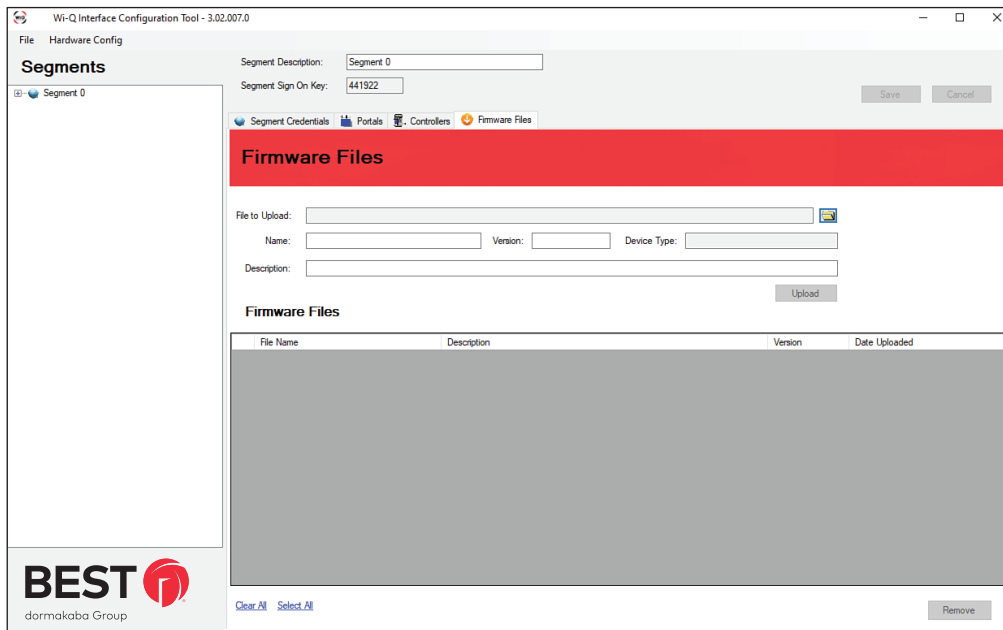 Wi-Q Interface Configuration Tool - 3.02.007.0
File Hardware Config
Segments
Segment 0
Segment Description: Segment 0
Segment Sign On Key: 441922
Save Cancel
Segment Credentials Portals Controllers Firmware Files
Firmware Files
File to Upload:
Name: Version: Device Type:
Description:
Upload
Firmware Files
File Name Description Version Date Uploaded
BEST
dormakaba Group
Clear All Select All
Remove